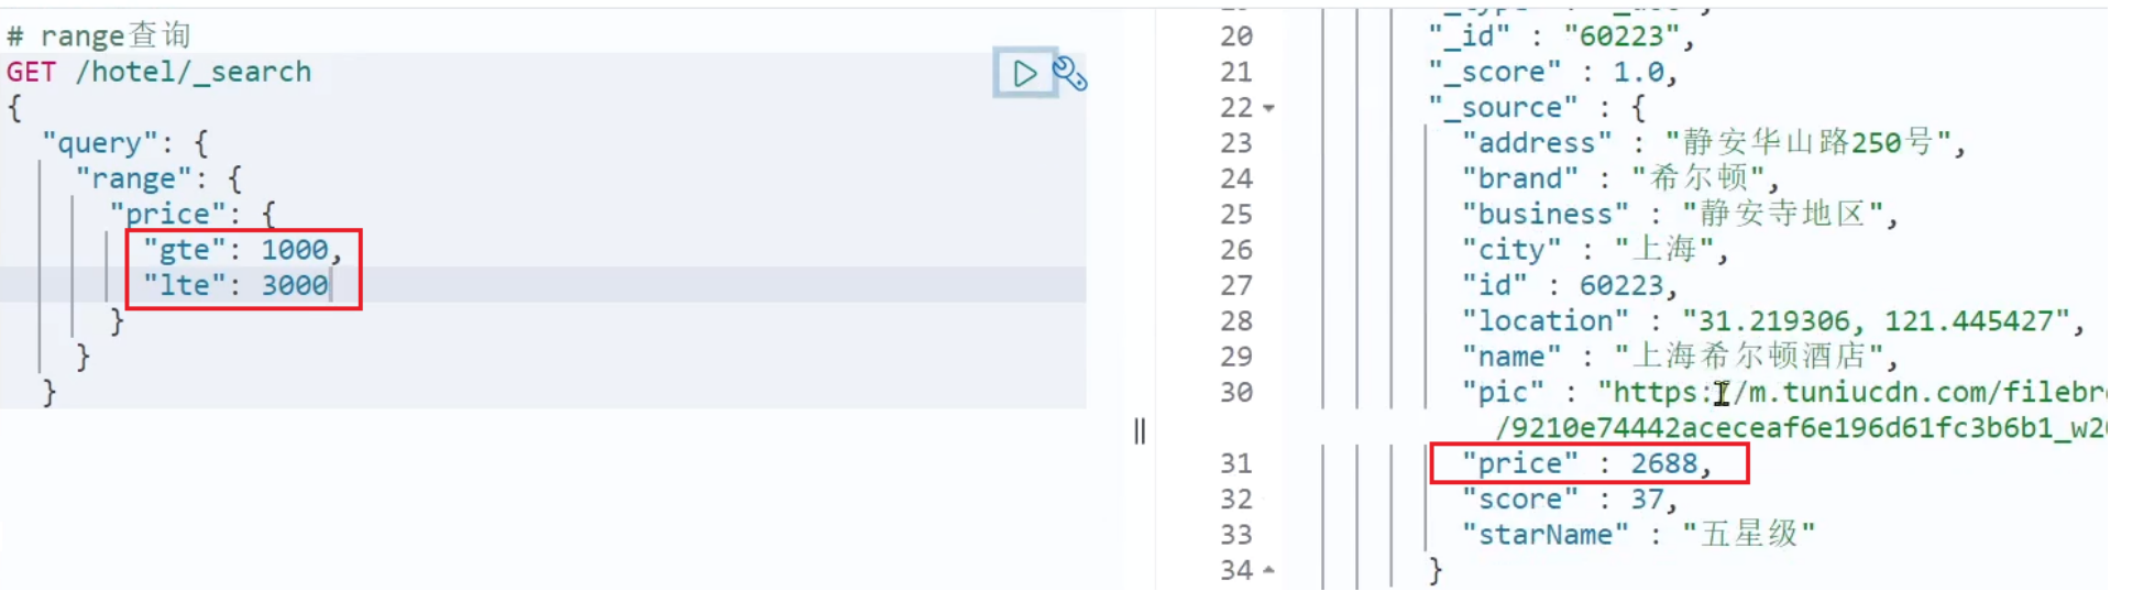 # range查询
GET /hotel/_search
{
  "query": {
    "range": {
      "price": {
        "gte": 1000,
        "lte": 3000
      }
    }
  }
20 "_id" : "60223",
21 "_score" : 1.0,
22 "_source" : {
23 "address" : "静安华山路250号",
24 "brand" : "希尔顿",
25 "business" : "静安寺地区",
26 "city" : "上海",
27 "id" : 60223,
28 "location" : "31.219306, 121.445427",
29 "name" : "上海希尔顿酒店",
30 "pic" : "https://m.tuniucdn.com/filebr
/9210e74442aceceaf6e196d61fc3b6b1_w2
31 "price" : 2688,
32 "score" : 37,
33 "starName" : "五星级"
34 }